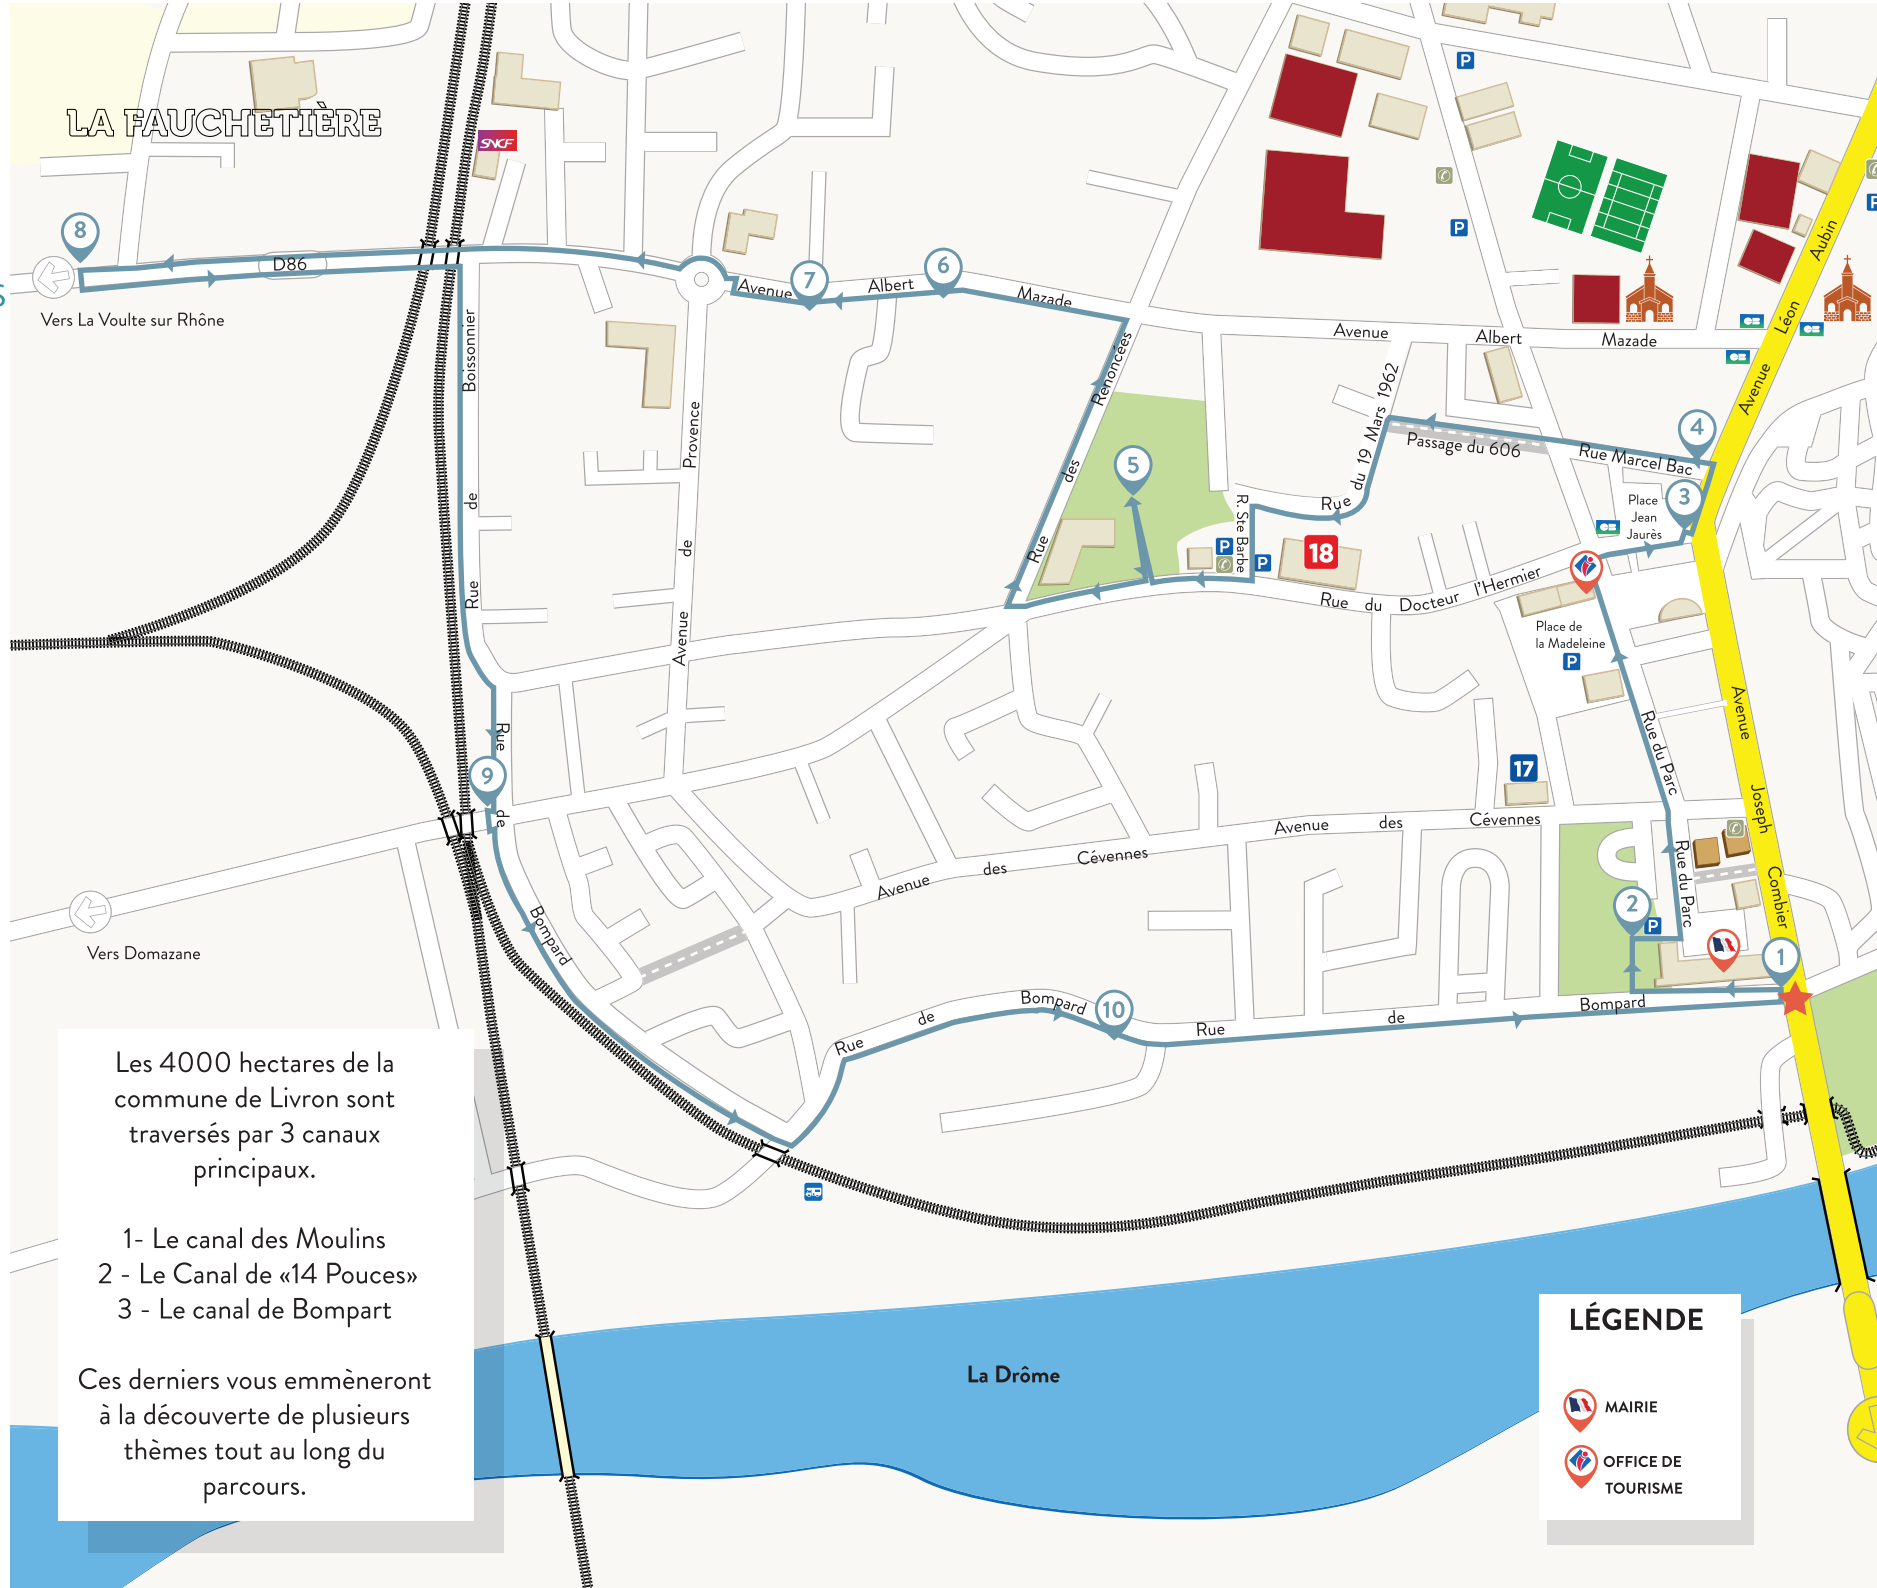 LA FAUCHETIÈRE
SNCF
P
P
P
8
D86
S
Vers La Voulte sur Rhône
7
6
Avenue Albert Mazade
Avenue Albert Mazade
Avenue Léon Aubin
Rue de Boissonnier
Avenue de Provence
Rue des Renoncées
5
R. Ste Barbe
P
P
18
Rue du 19 Mars 1962
Passage du 606
Rue Marcel Bac
4
3
Place
Jean
Jaurès
Rue du Docteur l'Hermier
Place de
la Madeleine
P
Rue du Parc
Rue du Parc
Avenue Joseph Combier
17
Avenue des Cévennes
Avenue des Cévennes
2
P
1
9
Rue de Bompard
Vers Domazane
Rue de Bompard
10
Rue de Bompard
La Drôme
Les 4000 hectares de la
commune de Livron sont
traversés par 3 canaux
principaux.
1- Le canal des Moulins
2 - Le Canal de «14 Pouces»
3 - Le canal de Bompart
Ces derniers vous emmèneront
à la découverte de plusieurs
thèmes tout au long du
parcours.
LÉGENDE
MAIRIE
OFFICE DE
TOURISME